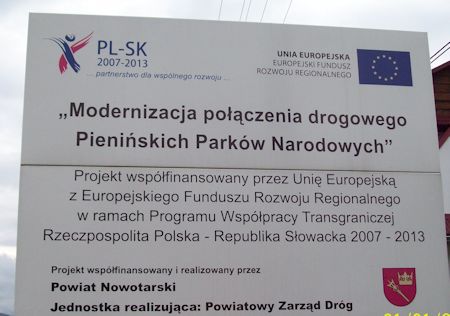 PL-SK
2007-2013
... partnerstwo dla wspólnego rozwoju ...
UNIA EUROPEJSKA
EUROPEJSKI FUNDUSZ
ROZWOJU REGIONALNEGO
„Modernizacja połączenia drogowego
Pienińskich Parków Narodowych”
Projekt współfinansowany przez Unię Europejską
z Europejskiego Funduszu Rozwoju Regionalnego
w ramach Programu Współpracy Transgranicznej
Rzeczpospolita Polska - Republika Słowacka 2007 - 2013
Projekt współfinansowany i realizowany przez
Powiat Nowotarski
Jednostka realizująca: Powiatowy Zarząd Dróg